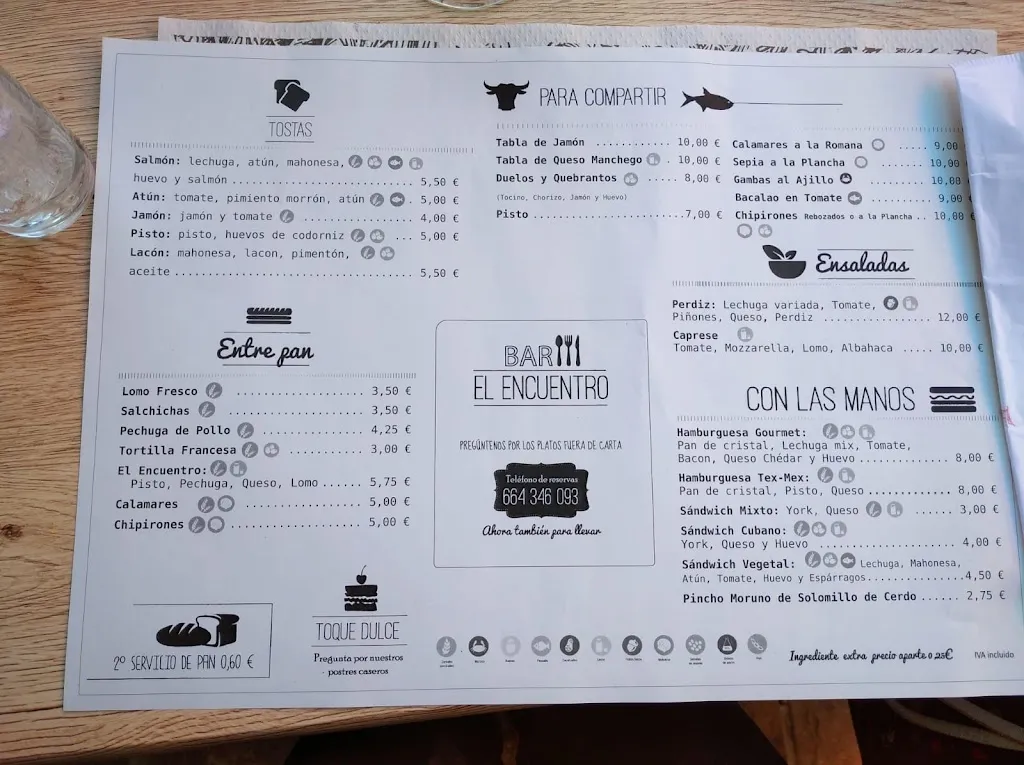 TOSTAS
Salmón: lechuga, atún, mahonesa,
huevo y salmón ........................... 5,50 €
Atún: tomate, pimiento morrón, atún . 5,00 €
Jamón: jamón y tomate ................. 4,00 €
Pisto: pisto, huevos de codorniz ... 5,00 €
Lacón: mahonesa, lacon, pimentón,
aceite ..................................... 5,50 €
Entre pan
Lomo Fresco .................... 3,50 €
Salchichas ..................... 3,50 €
Pechuga de Pollo ............... 4,25 €
Tortilla Francesa ........... 3,00 €
El Encuentro:
Pisto, Pechuga, Queso, Lomo ...... 5,75 €
Calamares ...................... 5,00 €
Chipirones ..................... 5,00 €
2º SERVILIO DE PAN 0,60 €
TOQUE DULCE
Pregunta por nuestros
postres caseros
PARA COMPARTIR
Tabla de Jamón ............ 10,00 €
Tabla de Queso Manchego . 10,00 €
Duelos y Quebrantos ..... 8,00 €
(Tocino, Chorizo, Jamón y Huevo)
Pisto .......................7,00 €
Calamares a la Romana ..... 9,00
Sepia a la Plancha ....... 10,00
Gambas al Ajillo ......... 10,00
Bacalao en Tomate ......... 9,00 €
Chipirones Rebozados o a la Plancha .. 10,00 €
BAR
EL ENCUENTRO
PREGÚNTENOS POR LOS PLATOS FUERA DE CARTA
Teléfono de reservas
664 346 093
Ahora también para llevar
Ensaladas
Perdiz: Lechuga variada, Tomate,
Piñones, Queso, Perdiz ................ 12,00 €
Caprese
Tomate, Mozzarella, Lomo, Albahaca ..... 10,00 €
CON LAS MANOS
Hamburguesa Gourmet:
Pan de cristal, Lechuga mix, Tomate,
Bacon, Queso Chédar y Huevo .............. 8,00 €
Hamburguesa Tex-Mex:
Pan de cristal, Pisto, Queso ............ 8,00 €
Sándwich Mixto: York, Queso ... 3,00 €
Sándwich Cubano:
York, Queso y Huevo ..................... 4,00 €
Sándwich Vegetal: Lechuga, Mahonesa,
Atún, Tomate, Huevo y Espárragos...............4,50 €
Pincho Moruno de Solomillo de Cerdo ...... 2,75 €
Ingrediente extra precio aparte 0,25€
IVA incluido